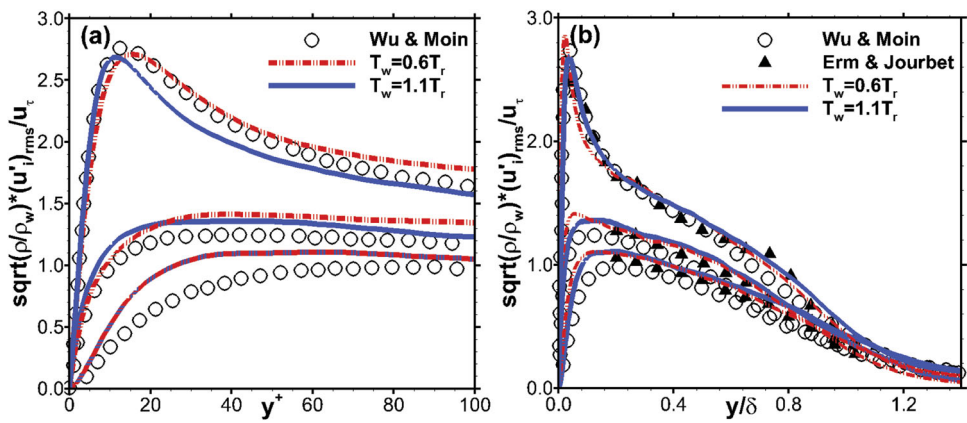 (a)
Wu & Moin
T_w=0.6T_r
T_w=1.1T_r
sqrt(ρ/ρ_w)*(u'_i)_rms/u_τ
3.0
2.5
2.0
1.5
1.0
0.5
0.0
0 20 40 60 80 100
y⁺
(b)
Wu & Moin
Erm & Jourbet
T_w=0.6T_r
T_w=1.1T_r
sqrt(ρ/ρ_w)*(u'_i)_rms/u_τ
3.0
2.0
1.0
0.0
0.0 0.4 0.8 1.2
y/δ